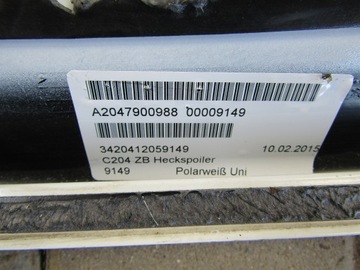 A2047900988 00009149
3420412059149 10.02.2015
C204 ZB Heckspoiler
9149 Polarweiß Uni